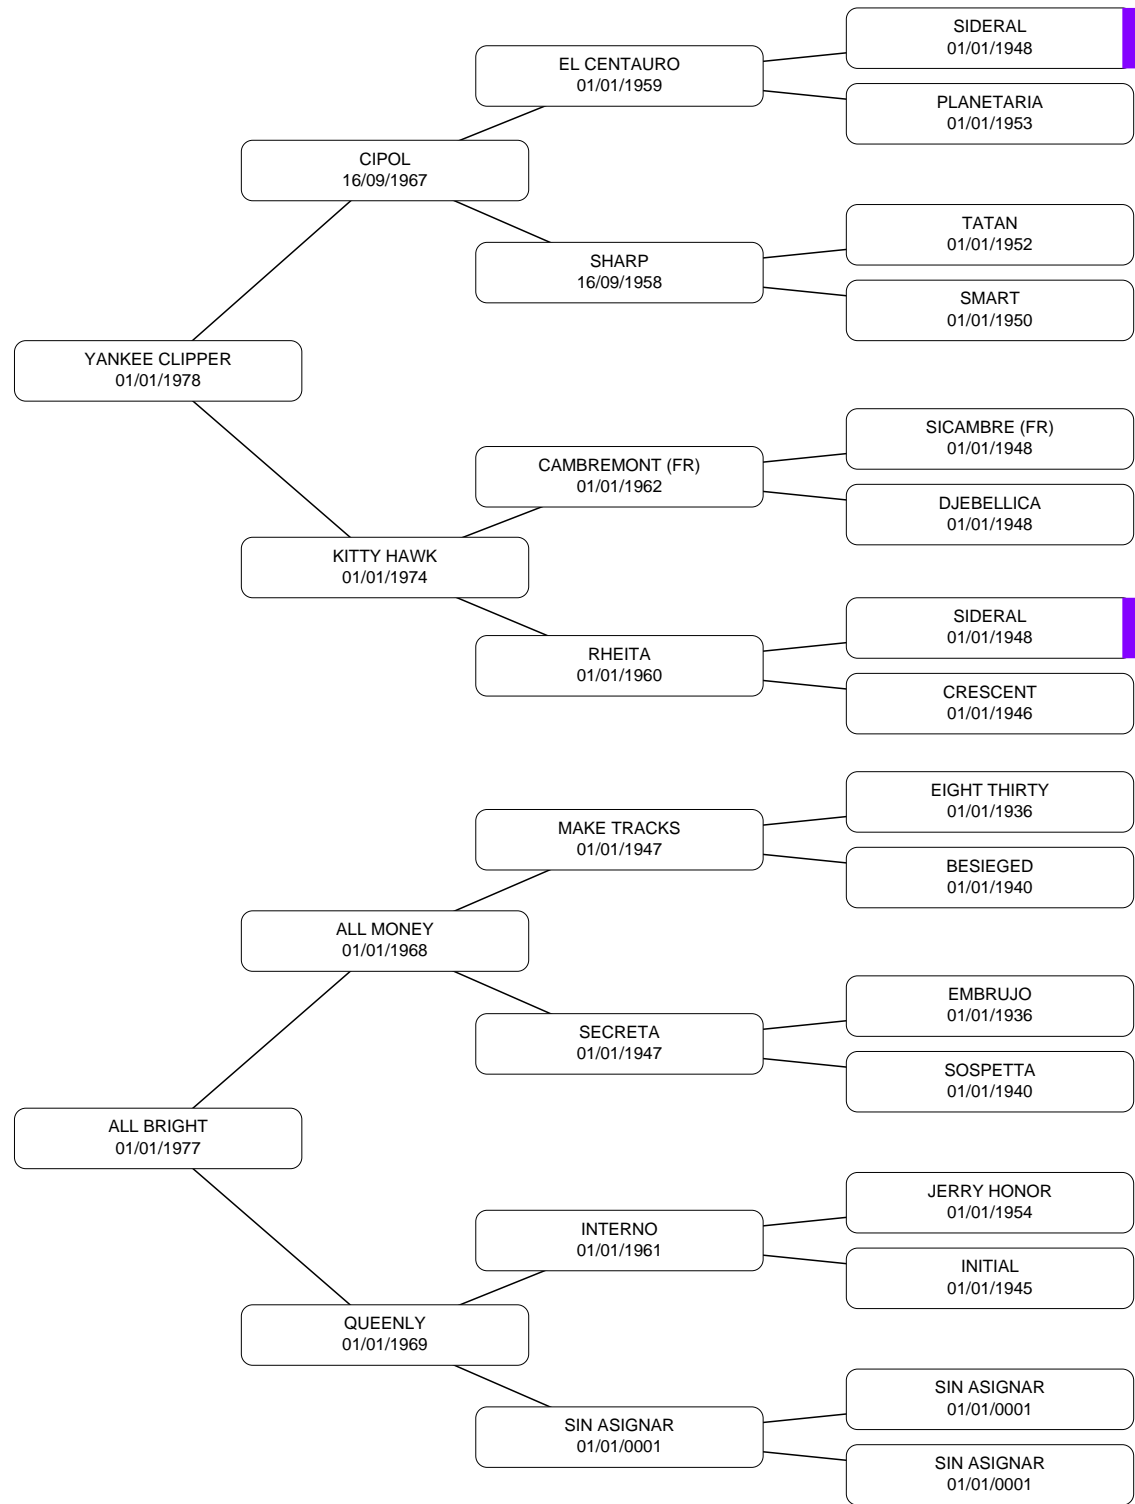 SIDERAL
01/01/1948
EL CENTAURO
01/01/1959
PLANETARIA
01/01/1953
CIPOL
16/09/1967
TATAN
01/01/1952
SHARP
16/09/1958
SMART
01/01/1950
YANKEE CLIPPER
01/01/1978
SICAMBRE (FR)
01/01/1948
CAMBREMONT (FR)
01/01/1962
DJEBELLICA
01/01/1948
KITTY HAWK
01/01/1974
SIDERAL
01/01/1948
RHEITA
01/01/1960
CRESCENT
01/01/1946
EIGHT THIRTY
01/01/1936
MAKE TRACKS
01/01/1947
BESIEGED
01/01/1940
ALL MONEY
01/01/1968
EMBRUJO
01/01/1936
SECRETA
01/01/1947
SOSPETTA
01/01/1940
ALL BRIGHT
01/01/1977
JERRY HONOR
01/01/1954
INTERNO
01/01/1961
INITIAL
01/01/1945
QUEENLY
01/01/1969
SIN ASIGNAR
01/01/0001
SIN ASIGNAR
01/01/0001
SIN ASIGNAR
01/01/0001